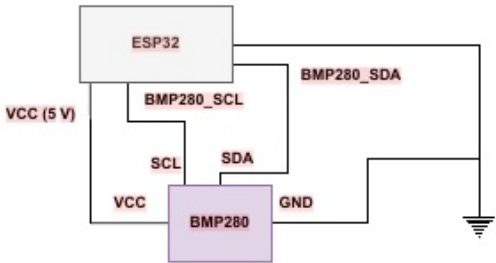 ESP32
BMP280_SDA
BMP280_SCL
VCC (5 V)
SCL
SDA
VCC
GND
BMP280